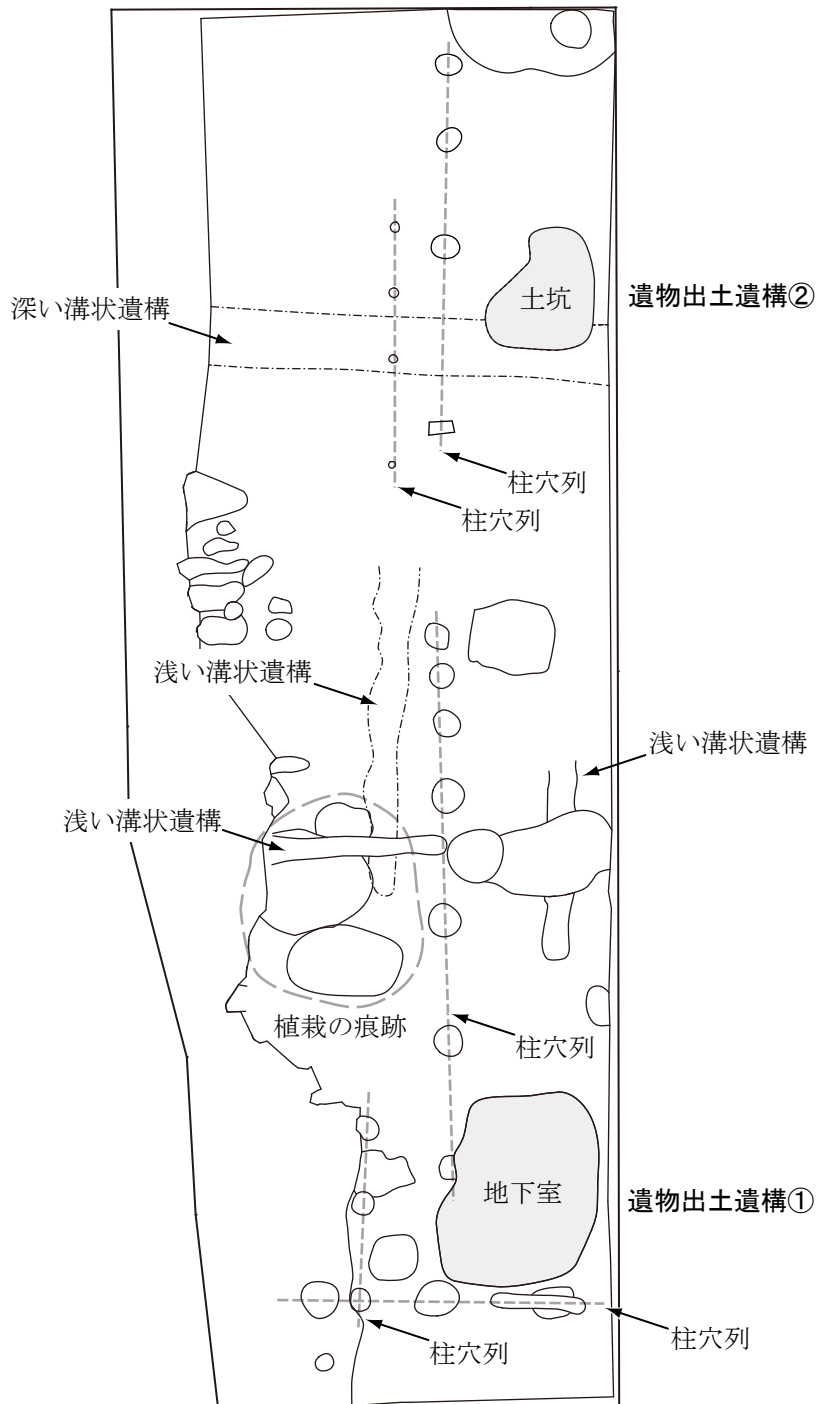 土坑
遺物出土遺構②
深い溝状遺構
柱穴列
柱穴列
浅い溝状遺構
浅い溝状遺構
浅い溝状遺構
植栽の痕跡
柱穴列
地下室
遺物出土遺構①
柱穴列
柱穴列